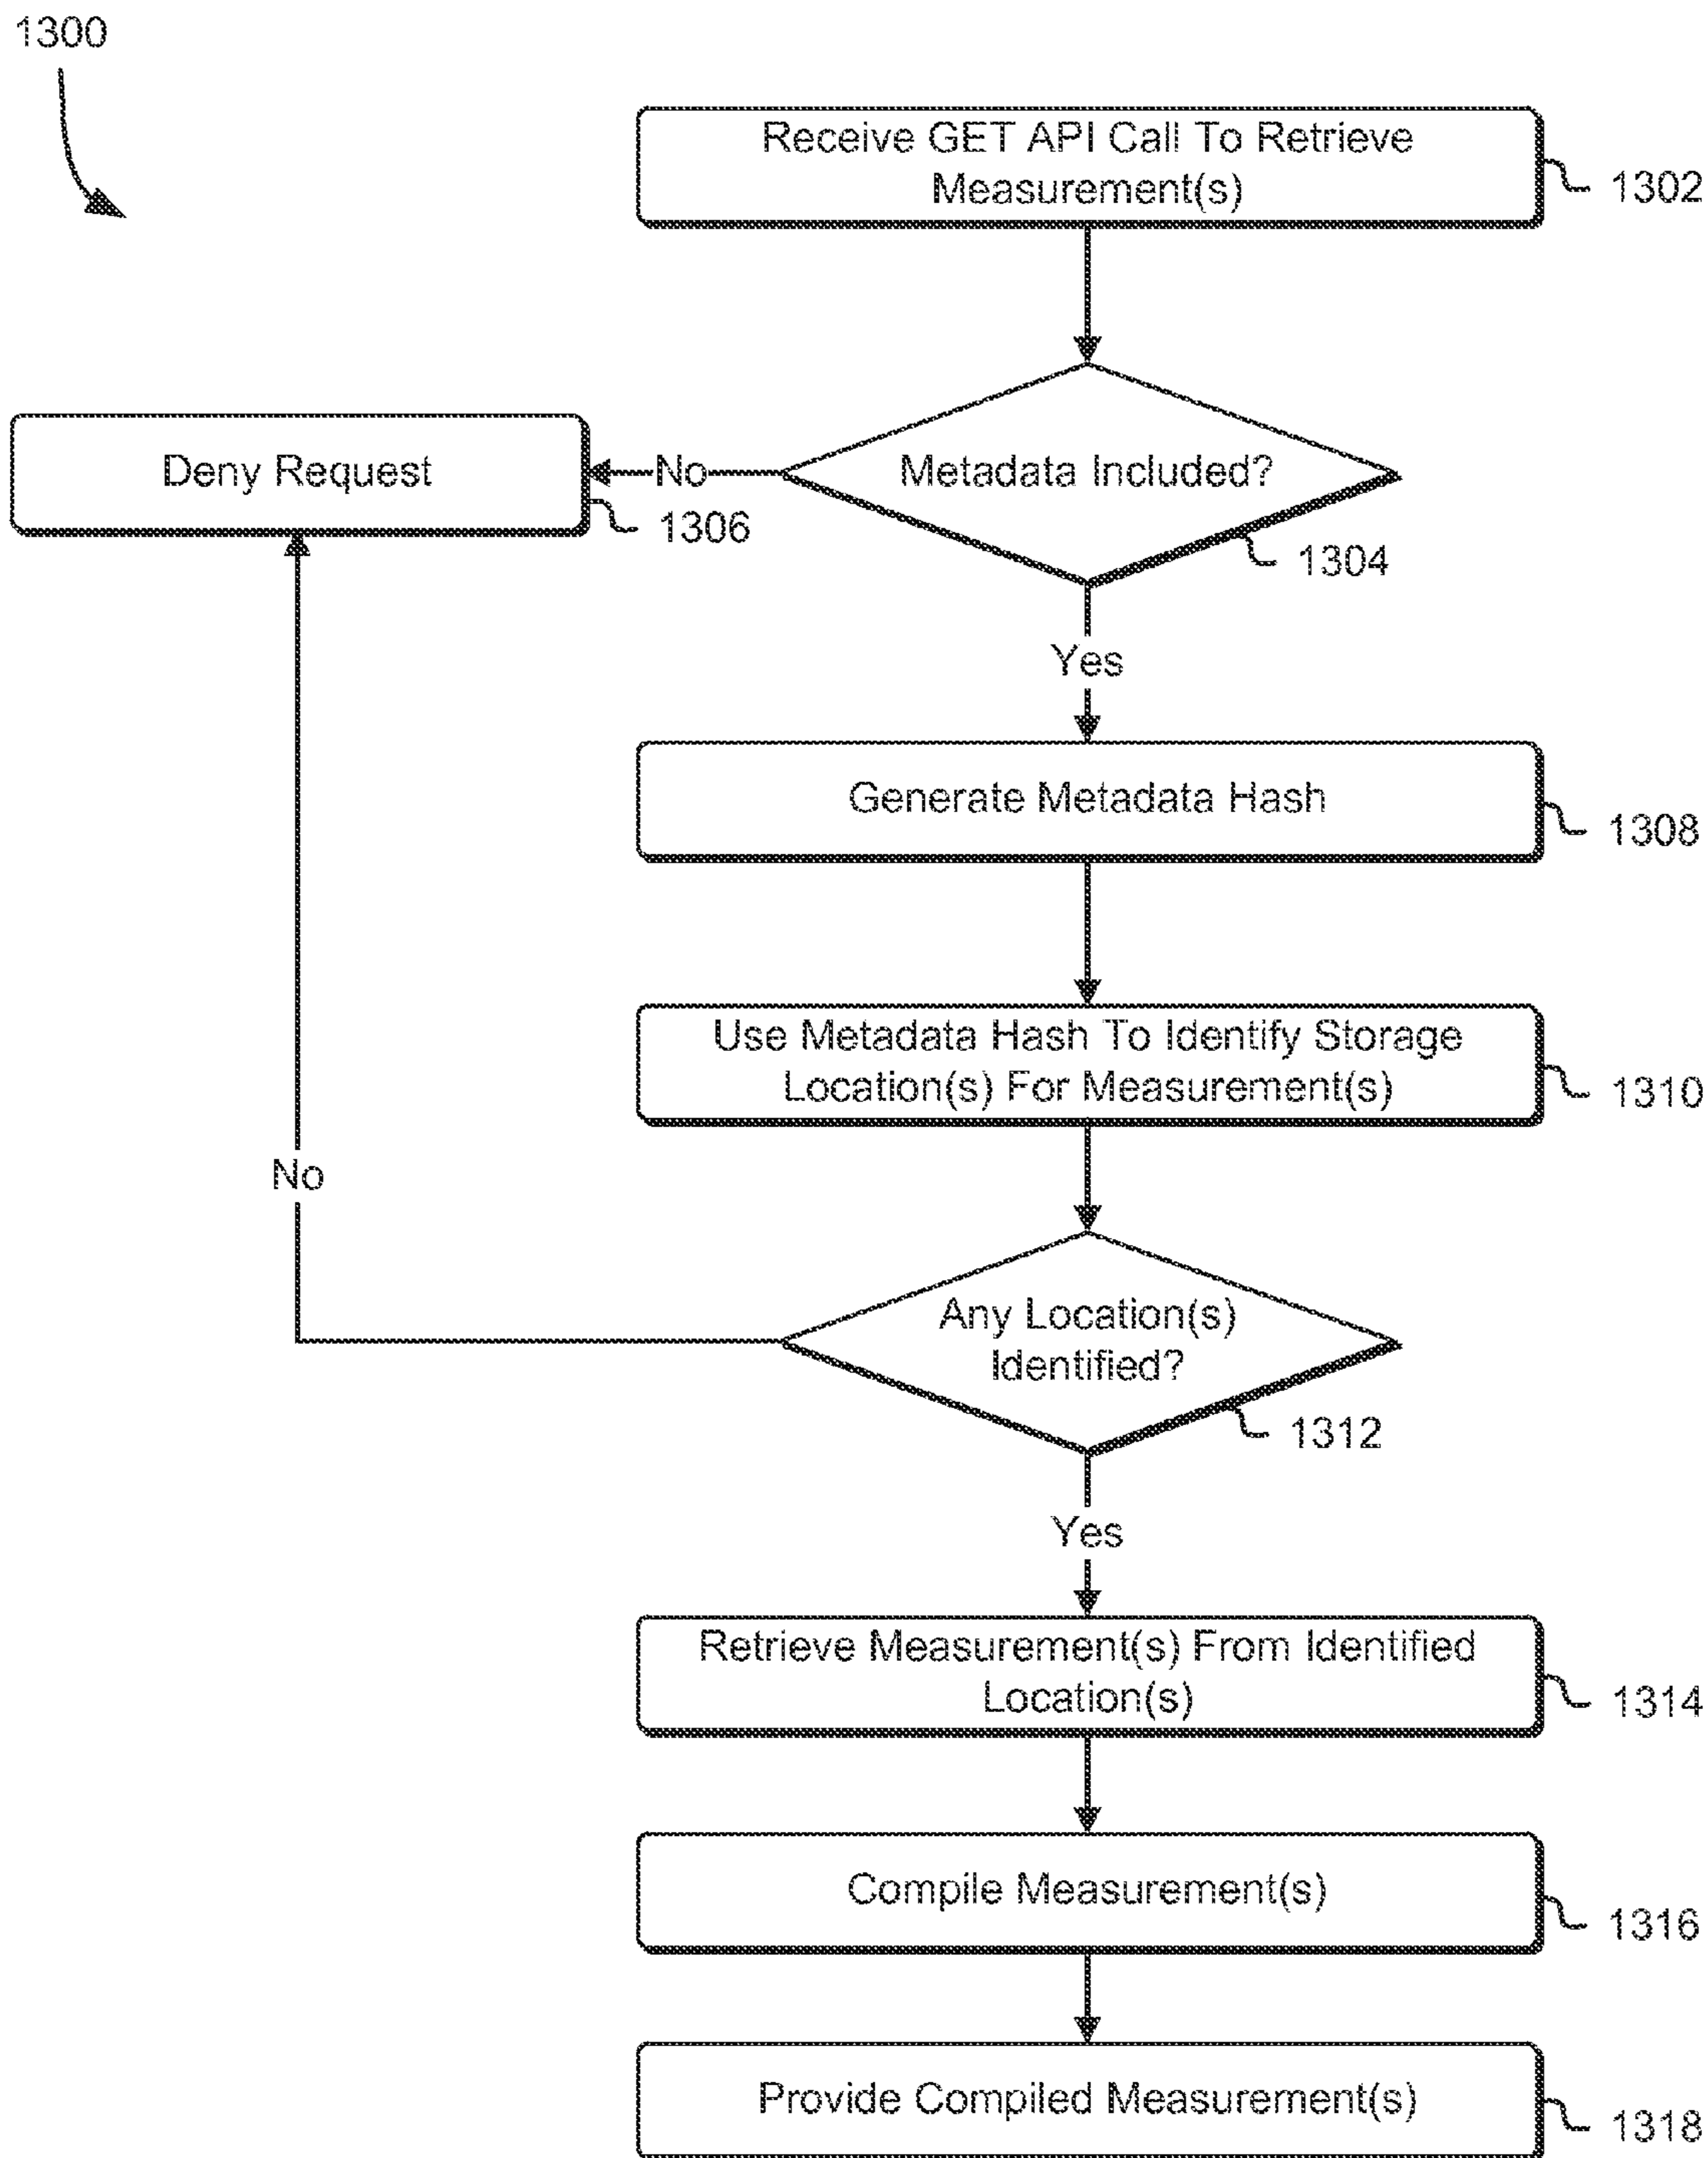 1300
Receive GET API Call To Retrieve
Measurement(s)
1302
Metadata Included?
1304
No
Deny Request
1306
Yes
Generate Metadata Hash
1308
Use Metadata Hash To Identify Storage
Location(s) For Measurement(s)
1310
Any Location(s)
Identified?
1312
No
Yes
Retrieve Measurement(s) From Identified
Location(s)
1314
Compile Measurement(s)
1316
Provide Compiled Measurement(s)
1318